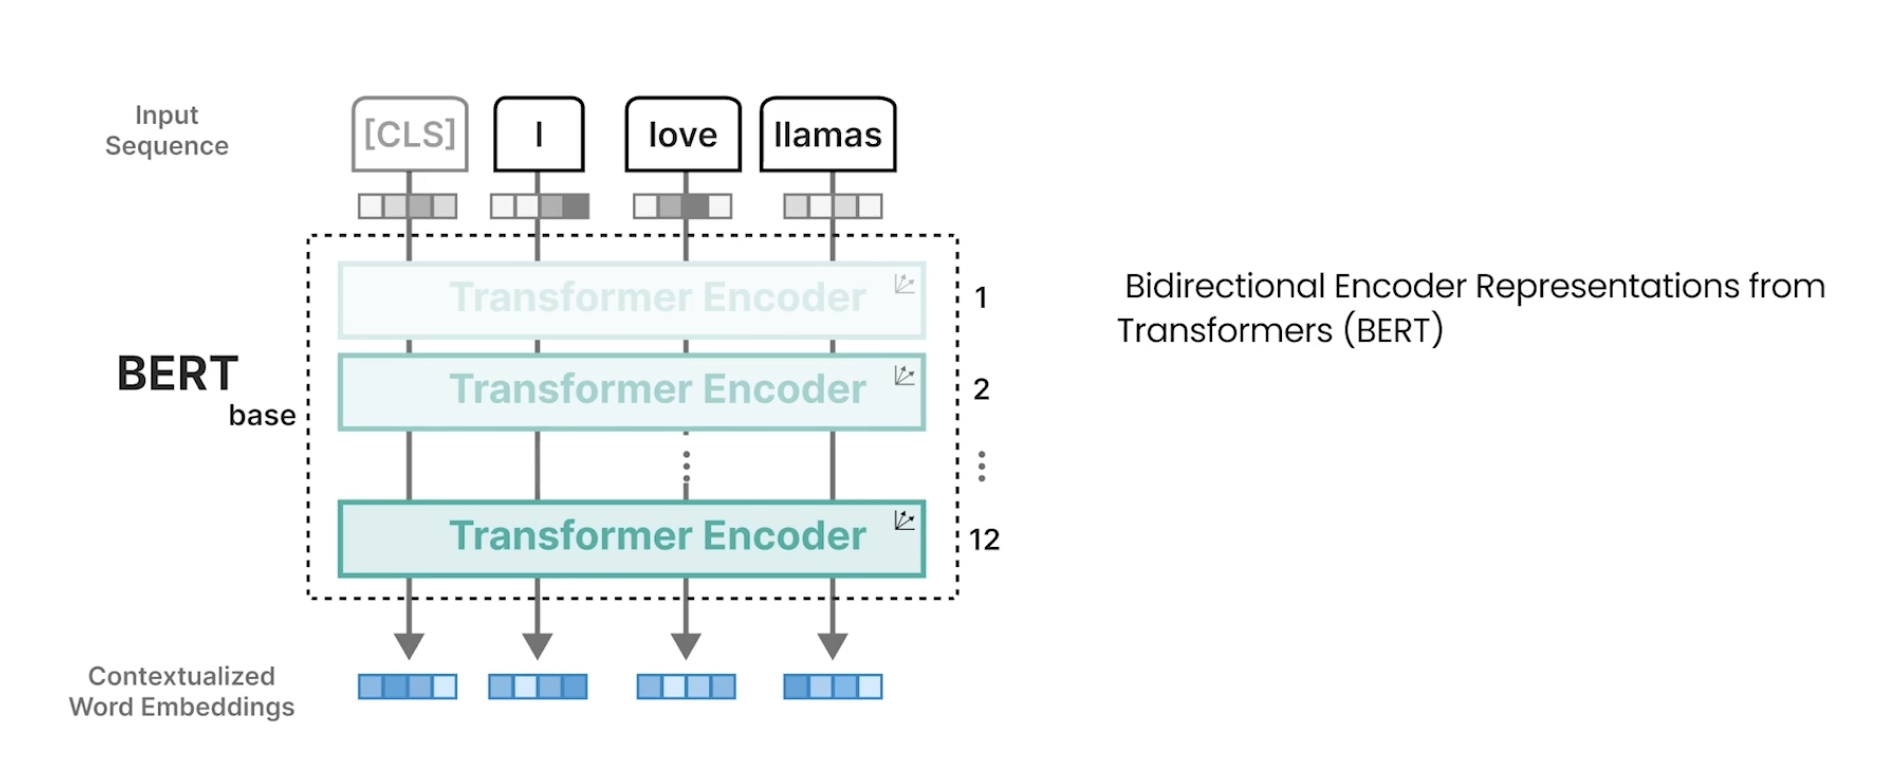 Input
Sequence
[CLS] I love llamas
Transformer Encoder 1
Transformer Encoder 2
BERT
base
Transformer Encoder 12
Contextualized
Word Embeddings
Bidirectional Encoder Representations from
Transformers (BERT)